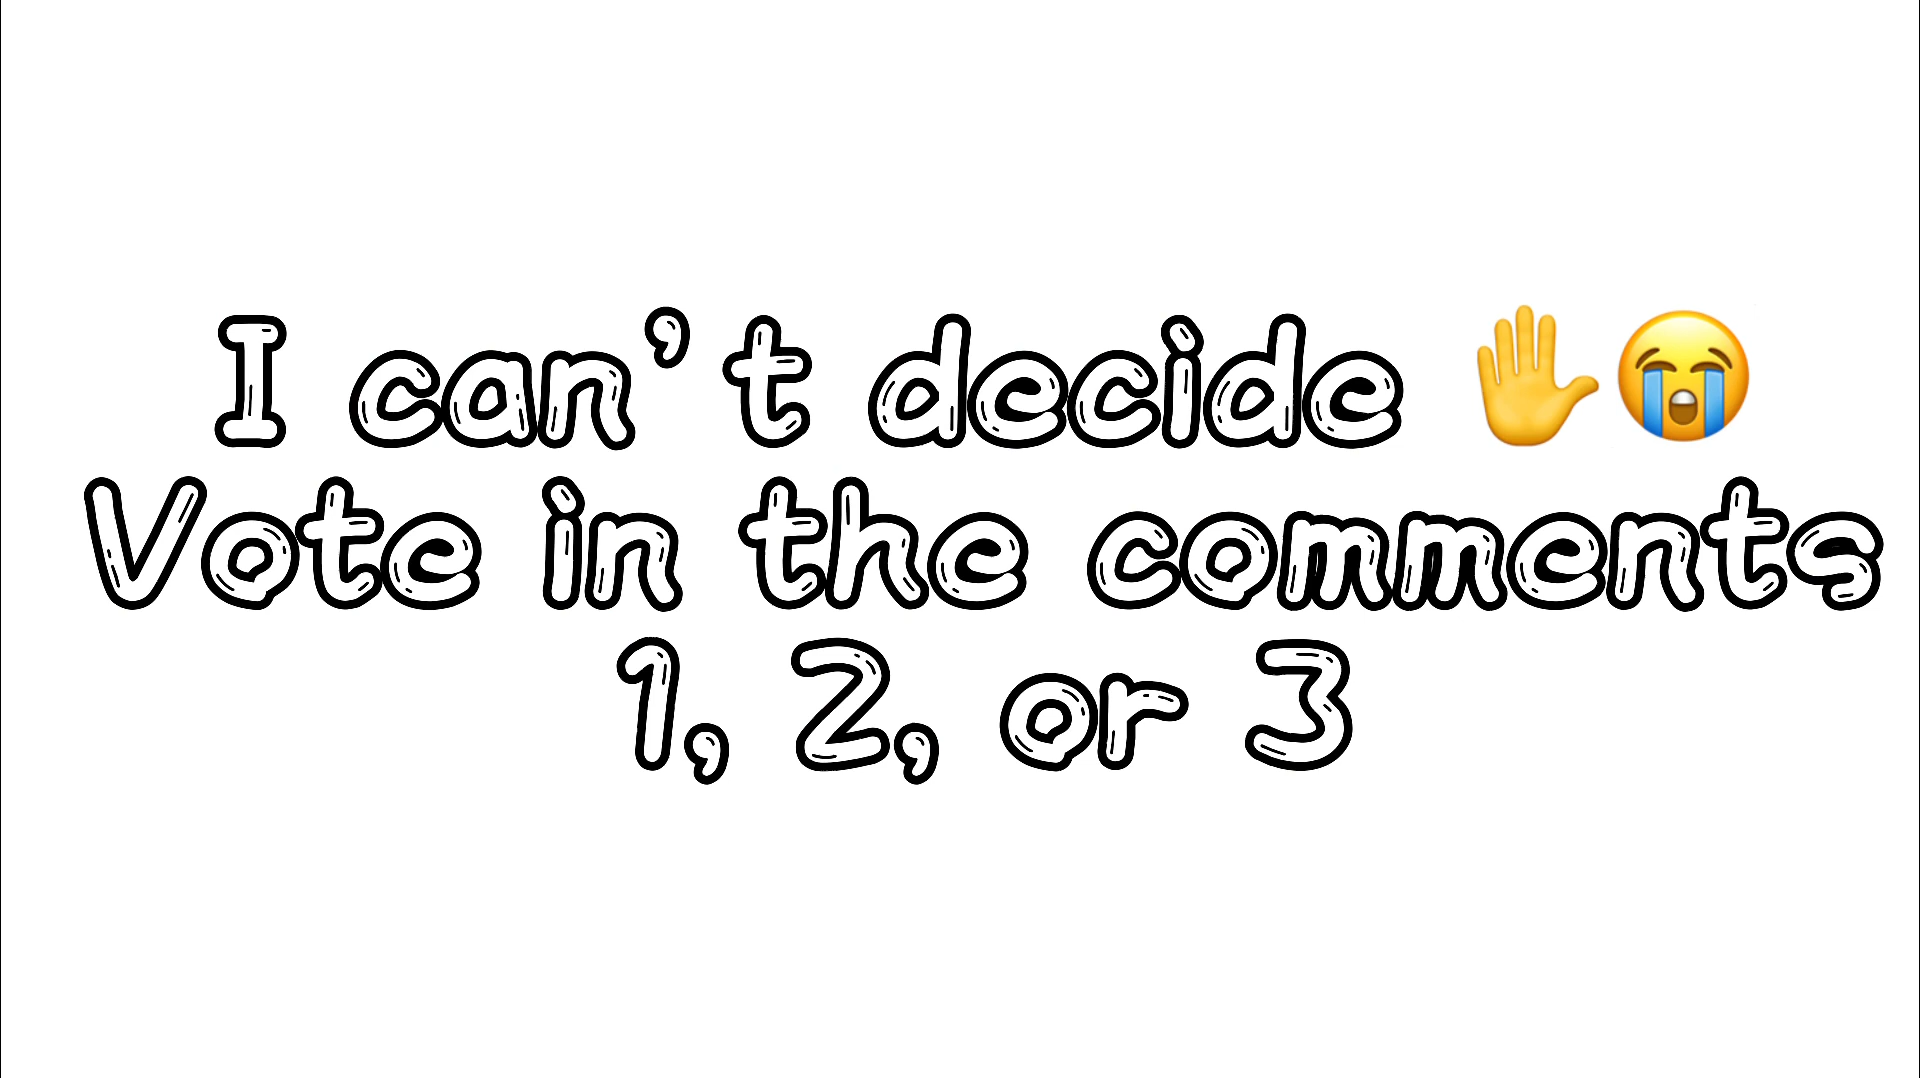 I can’t decide ✋😭
Vote in the comments
1, 2, or 3